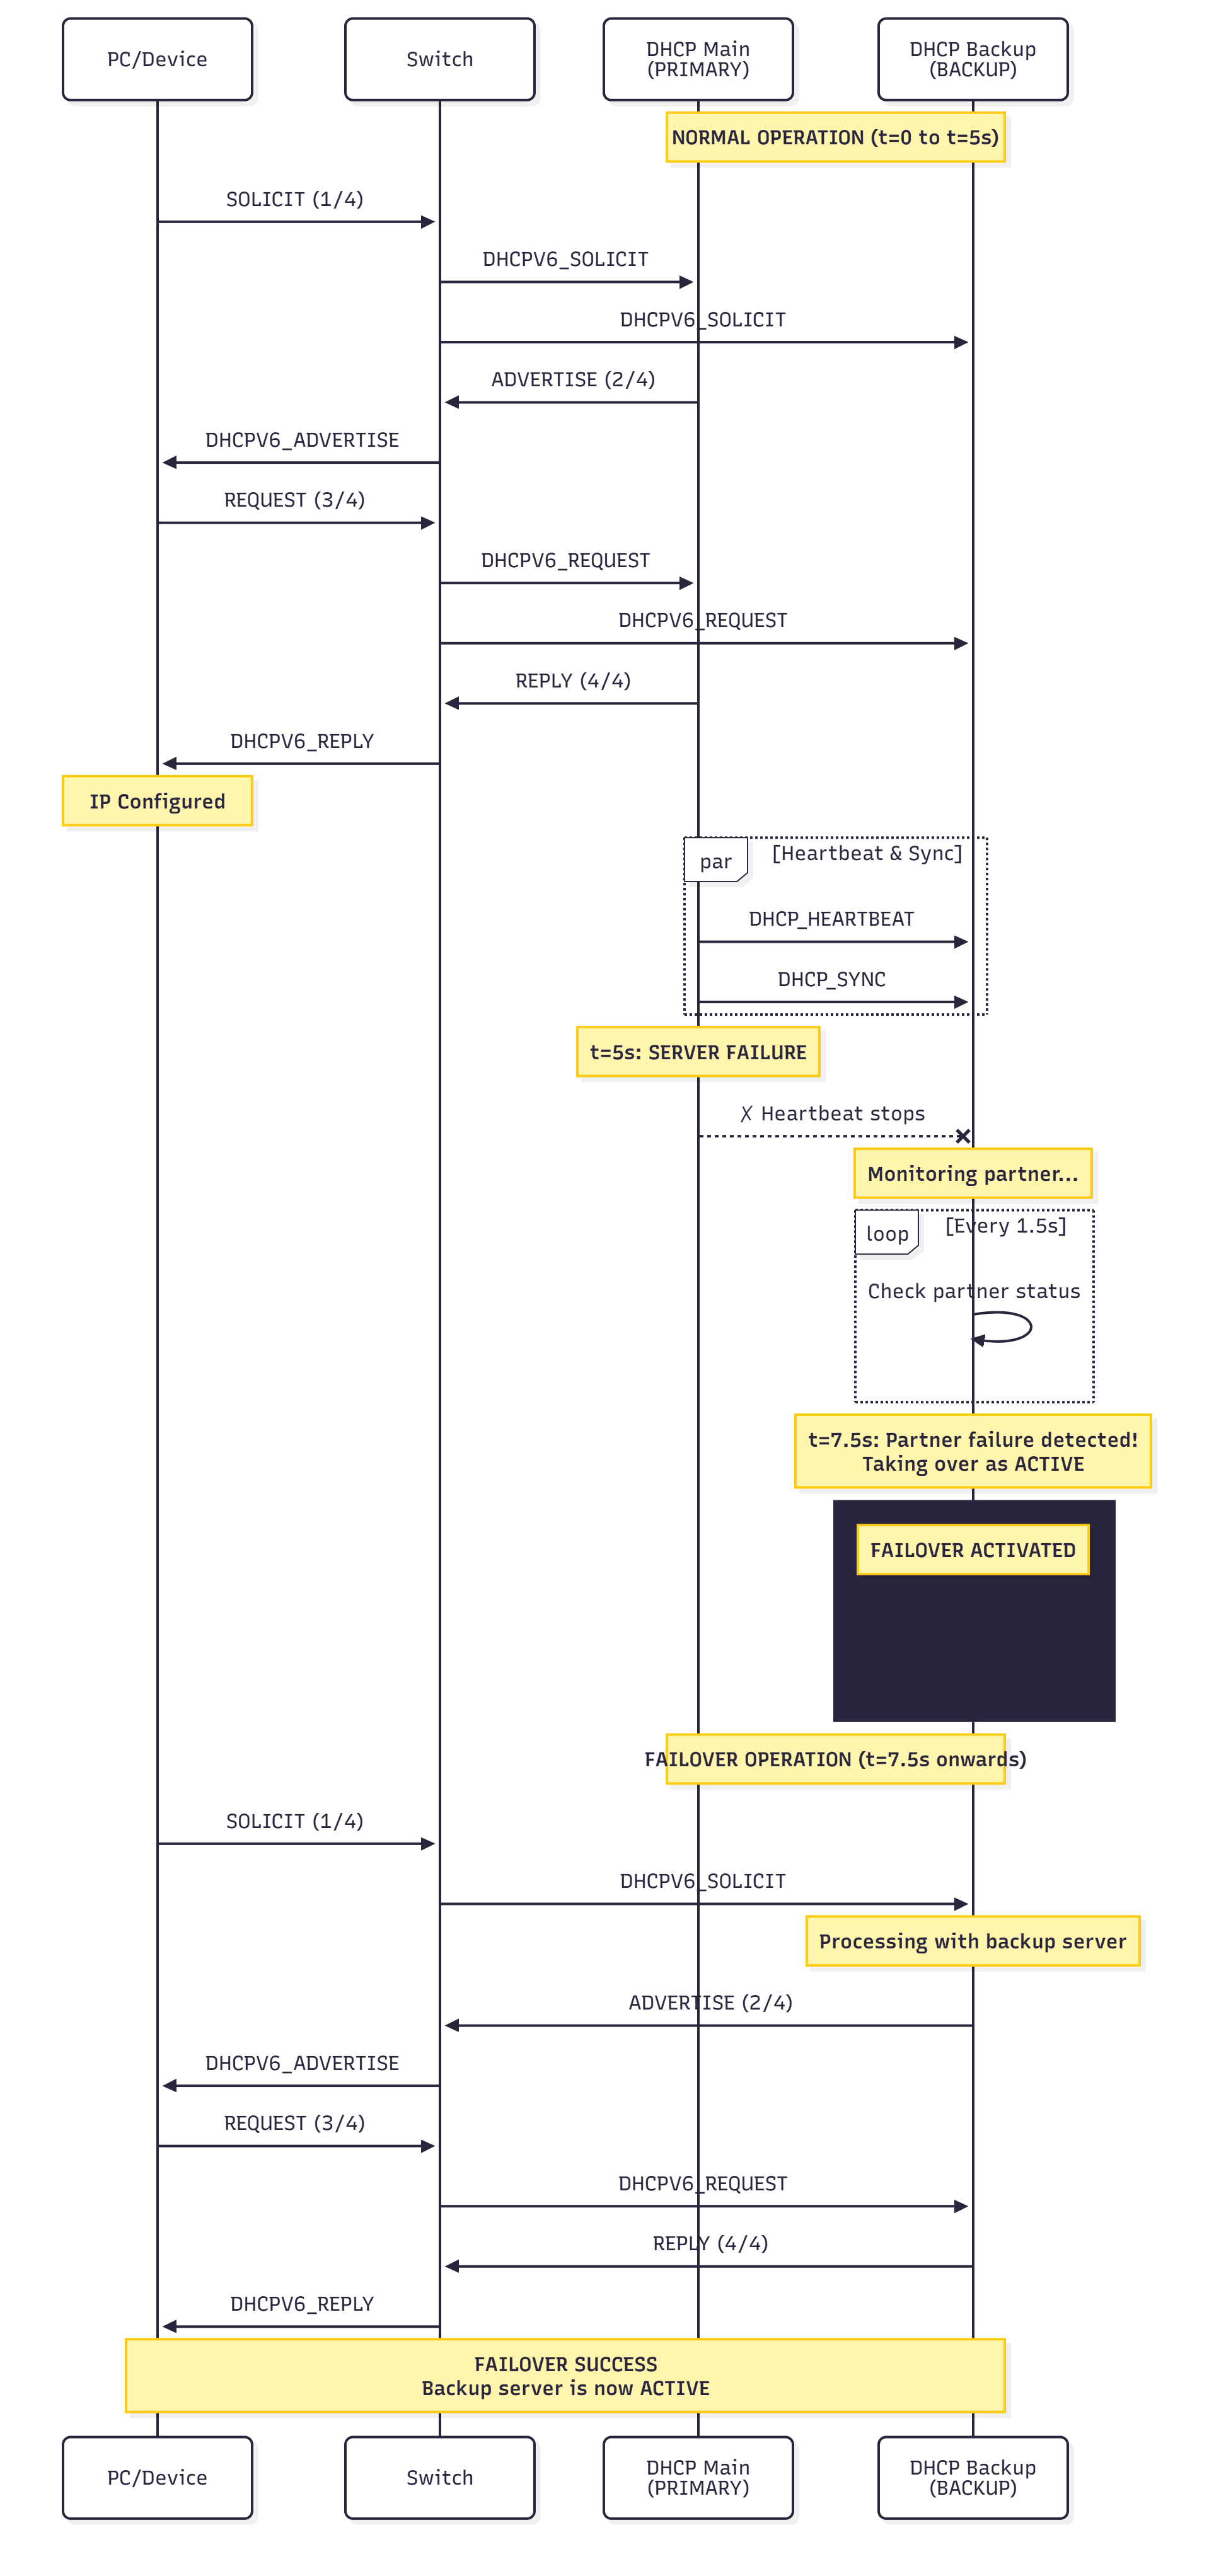 PC/Device
Switch
DHCP Main
(PRIMARY)
DHCP Backup
(BACKUP)
NORMAL OPERATION (t=0 to t=5s)
SOLICIT (1/4)
DHCPV6_SOLICIT
DHCPV6_SOLICIT
ADVERTISE (2/4)
DHCPV6_ADVERTISE
REQUEST (3/4)
DHCPV6_REQUEST
DHCPV6_REQUEST
REPLY (4/4)
DHCPV6_REPLY
IP Configured
par
[Heartbeat & Sync]
DHCP_HEARTBEAT
DHCP_SYNC
t=5s: SERVER FAILURE
✗ Heartbeat stops
Monitoring partner...
loop
[Every 1.5s]
Check partner status
t=7.5s: Partner failure detected!
Taking over as ACTIVE
FAILOVER ACTIVATED
FAILOVER OPERATION (t=7.5s onwards)
SOLICIT (1/4)
DHCPV6_SOLICIT
Processing with backup server
ADVERTISE (2/4)
DHCPV6_ADVERTISE
REQUEST (3/4)
DHCPV6_REQUEST
REPLY (4/4)
DHCPV6_REPLY
FAILOVER SUCCESS
Backup server is now ACTIVE
PC/Device
Switch
DHCP Main
(PRIMARY)
DHCP Backup
(BACKUP)